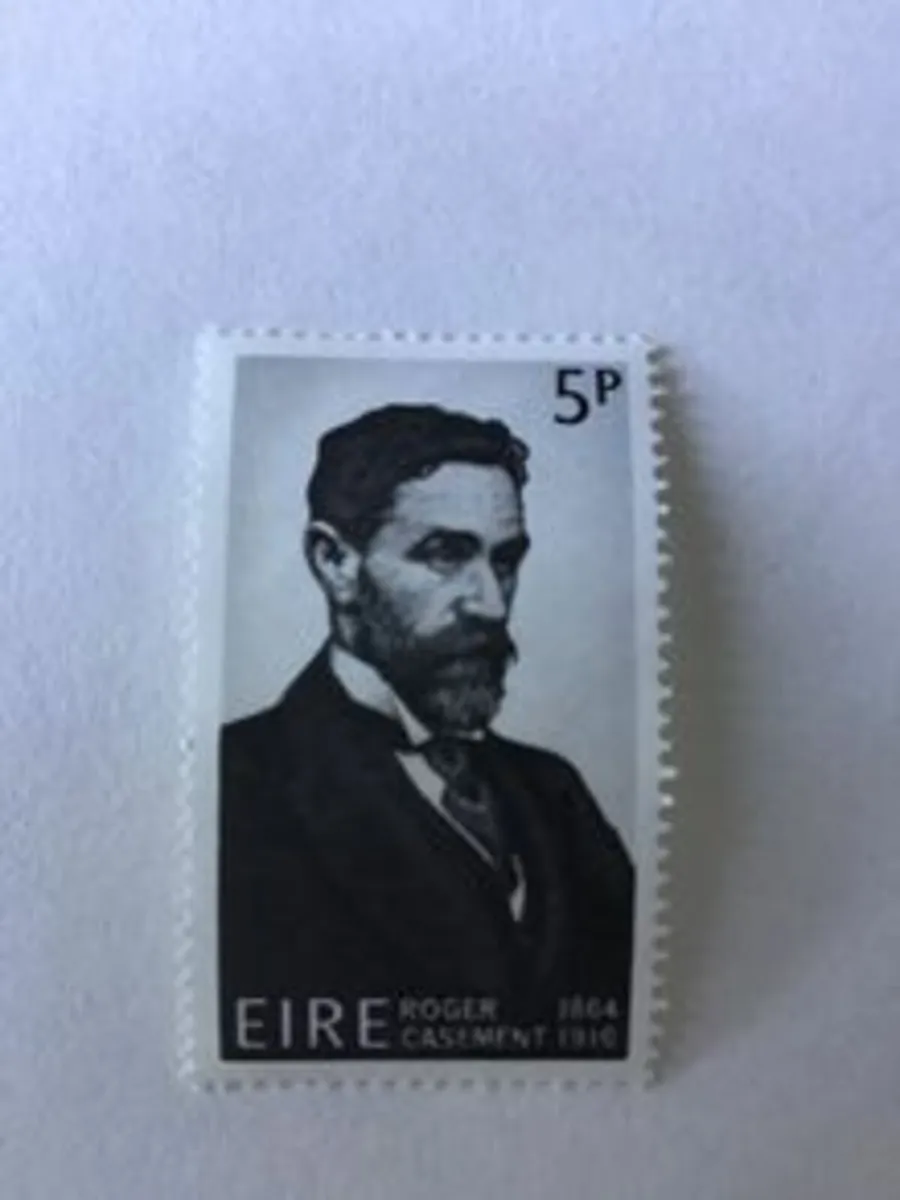 5P
EIRE ROGER 1864
CASEMENT 1916